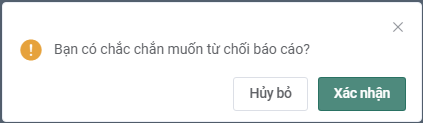 Bạn có chắc chắn muốn từ chối báo cáo?
Hủy bỏ
Xác nhận